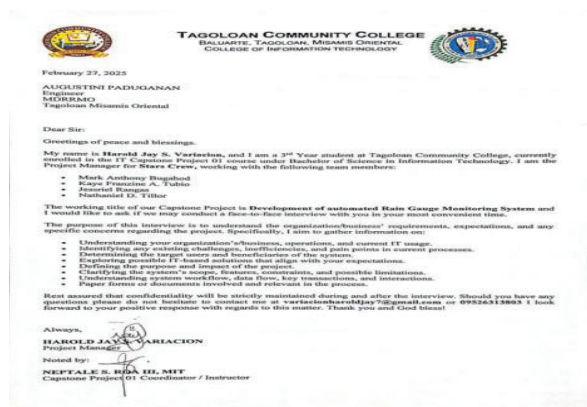 TAGOLOAN COMMUNITY COLLEGE
BALUARTE, TAGOLOAN, MISAMIS ORIENTAL
COLLEGE OF INFORMATION TECHNOLOGY
February 27, 2025
AUGUSTINI PADUGANAN
Engineer
MDRRMO
Tagoloan Misamis Oriental
Dear Sir:
Greetings of peace and blessings.
My name is Harold Jay S. Variacion, and I am a 3rd Year student at Tagoloan Community College, currently
enrolled in the IT Capstone Project 01 course under Bachelor of Science in Information Technology. I am the
Project Manager for Stars Crew, working with the following team members:
• Mark Anthony Bugahod
• Kaye Franzine A. Tubio
• Jessriel Rangas
• Nathaniel D. Tillor
The working title of our Capstone Project is Development of automated Rain Gauge Monitoring System and
I would like to ask if we may conduct a face-to-face interview with you in your most convenient time.
The purpose of this interview is to understand the organization/business' requirements, expectations, and any
specific concerns regarding the project. Specifically, I aim to gather information on:
• Understanding your organization's/business, operations, and current IT usage.
• Identifying any existing challenges, inefficiencies, and pain points in current processes.
• Determining the target users and beneficiaries of the system.
• Exploring possible IT-based solutions that align with your expectations.
• Defining the purpose and impact of the project.
• Clarifying the system's scope, features, constraints, and possible limitations.
• Understanding system workflow, data flow, key transactions, and interactions.
• Paper forms or documents involved and relevant in the process.
Rest assured that confidentiality will be strictly maintained during and after the interview. Should you have any
questions please do not hesitate to contact me at variacionharoldjay7@gmail.com or 09526313803 I look
forward to your positive response with regards to this matter. Thank you and God bless!
Always,
HAROLD JAY S. VARIACION
Project Manager
Noted by:
NEPTALE S. ROA III, MIT
Capstone Project 01 Coordinator / Instructor